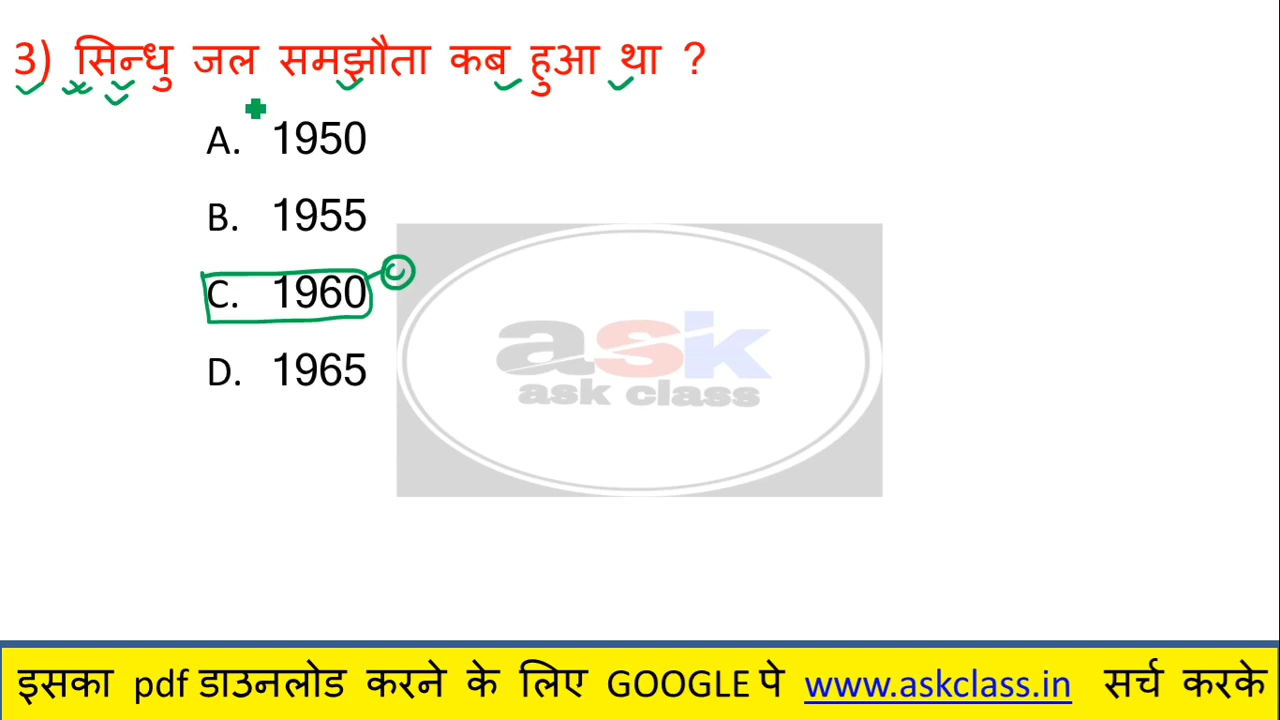 3) सिन्धु जल समझौता कब हुआ था ?
A. 1950
B. 1955
C. 1960
C
D. 1965
ask
ask class
इसका pdf डाउनलोड करने के लिए GOOGLE पे www.askclass.in सर्च करके